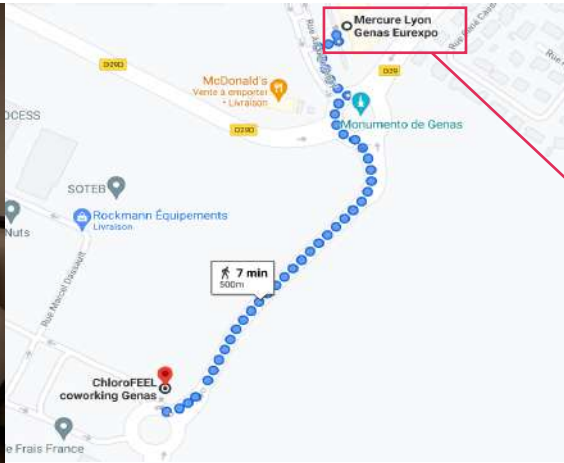 Mercure Lyon
Genas Eurexpo
D29D
D29
McDonald's
Vente à emporter
• Livraison
Monumento de Genas
D29D
OCESS
SOTEB
Rockmann Équipements
Livraison
Nuts
Rue Marcel Dassault
7 min
500m
ChloroFEEL
coworking Genas
e Frais France